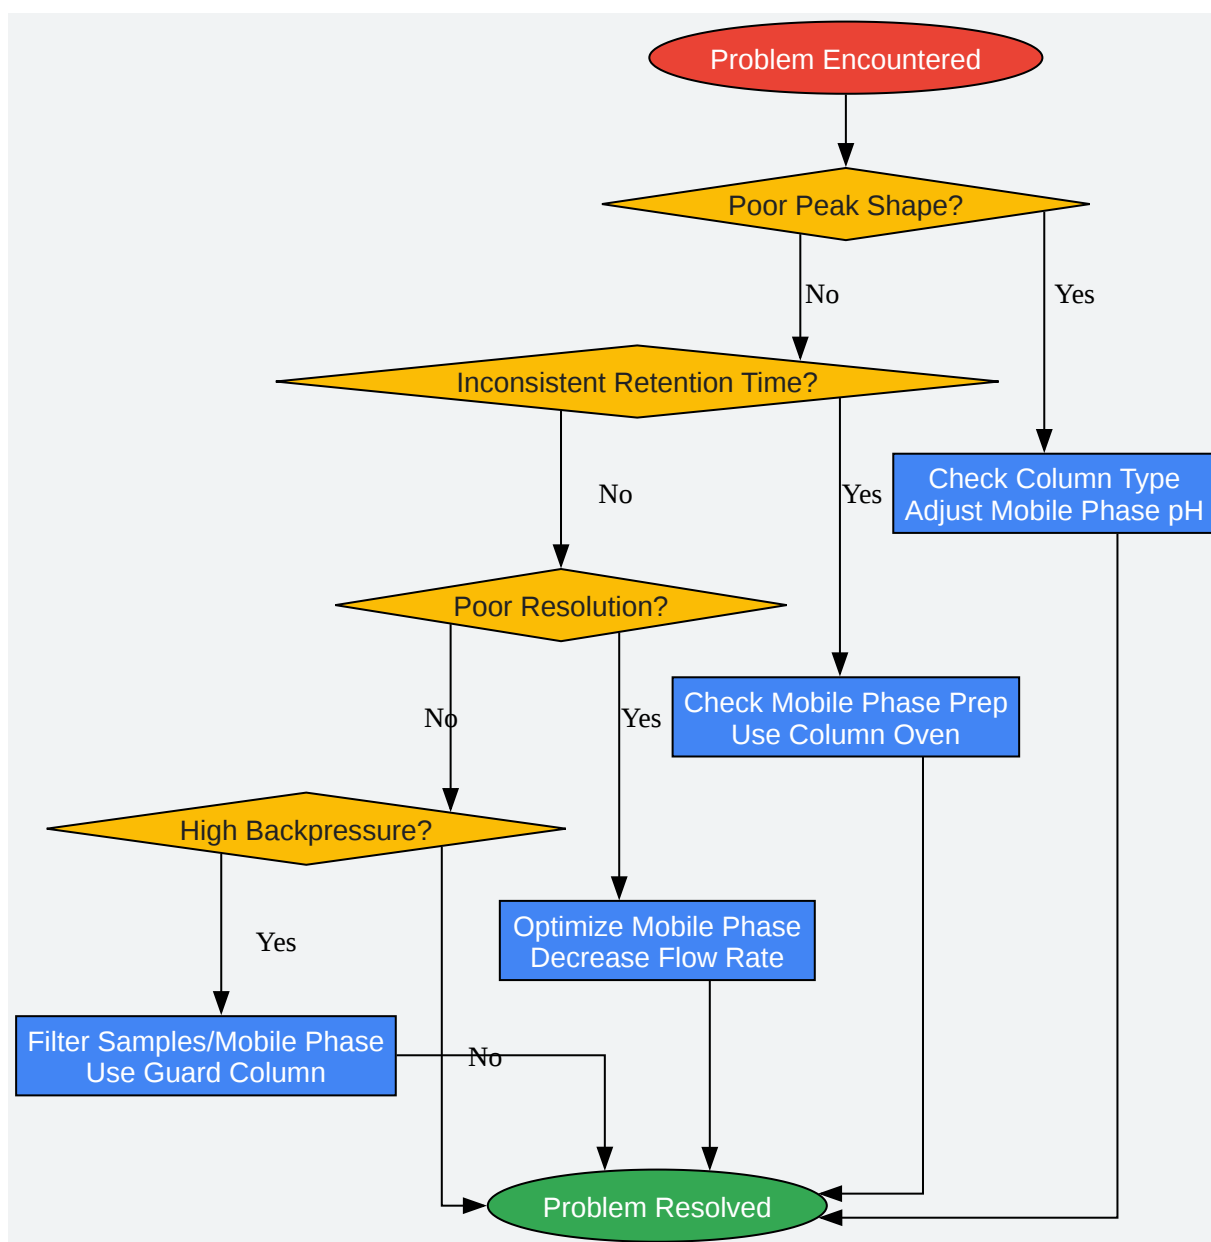 Problem Encountered
Poor Peak Shape?
No
Yes
Inconsistent Retention Time?
No
Yes
Check Column Type
Adjust Mobile Phase pH
Poor Resolution?
No
Yes
Check Mobile Phase Prep
Use Column Oven
High Backpressure?
Yes
Optimize Mobile Phase
Decrease Flow Rate
Filter Samples/Mobile Phase
Use Guard Column
No
Problem Resolved